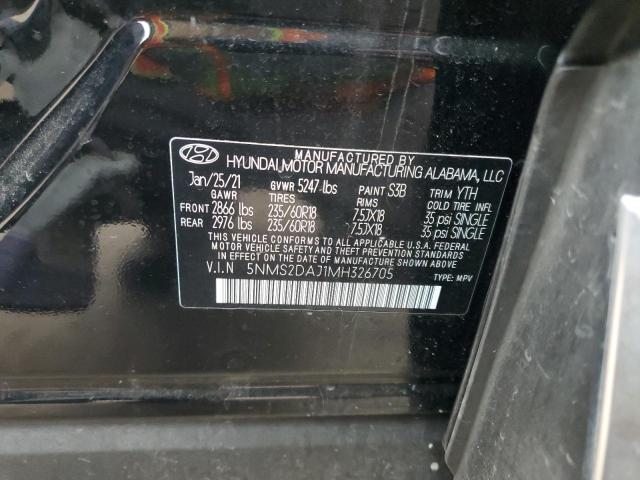 MANUFACTURED BY
HYUNDAI MOTOR MANUFACTURING ALABAMA, LLC
Jan/25/21 GVWR 5247 lbs PAINT S3B TRIM YTH
GAWR TIRES RIMS COLD TIRE INFL
FRONT 2866 lbs 235/60R18 7.5JX18 35 psi SINGLE
REAR 2976 lbs 235/60R18 7.5JX18 35 psi SINGLE
THIS VEHICLE CONFORMS TO ALL APPLICABLE U.S.A. FEDERAL
MOTOR VEHICLE SAFETY AND THEFT PREVENTION STANDARDS
IN EFFECT ON THE DATE OF MANUFACTURE SHOWN ABOVE.
V.I.N 5NMS2DAJ1MH326705
TYPE: MPV